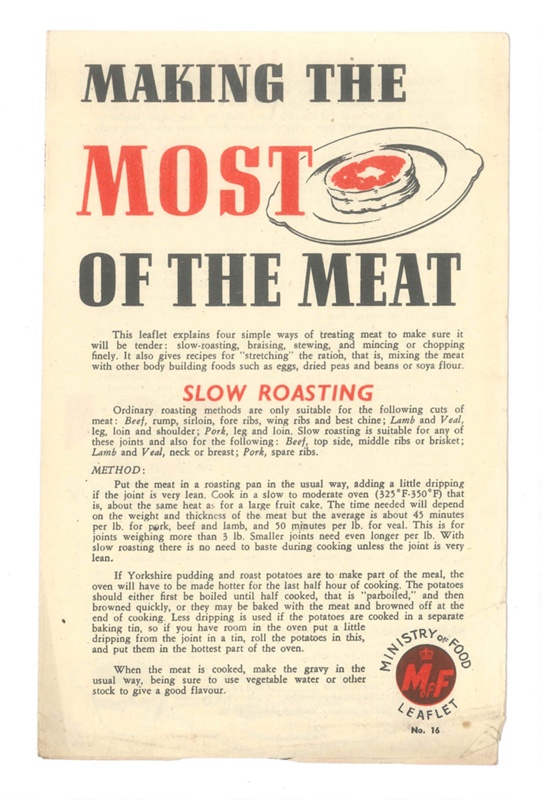 MAKING THE
MOST
OF THE MEAT
This leaflet explains four simple ways of treating meat to make sure it
will be tender: slow-roasting, braising, stewing, and mincing or chopping
finely. It also gives recipes for "stretching" the ration, that is, mixing the meat
with other body building foods such as eggs, dried peas and beans or soya flour.
SLOW ROASTING
Ordinary roasting methods are only suitable for the following cuts of
meat: Beef, rump, sirloin, fore ribs, wing ribs and best chine; Lamb and Veal,
leg, loin and shoulder; Pork, leg and loin. Slow roasting is suitable for any of
these joints and also for the following: Beef, top side, middle ribs or brisket;
Lamb and Veal, neck or breast; Pork, spare ribs.
METHOD:
Put the meat in a roasting pan in the usual way, adding a little dripping
if the joint is very lean. Cook in a slow to moderate oven (325°F-350°F) that
is, about the same heat as for a large fruit cake. The time needed will depend
on the weight and thickness of the meat but the average is about 45 minutes
per lb. for pork, beef and lamb, and 50 minutes per lb. for veal. This is for
joints weighing more than 3 lb. Smaller joints need even longer per lb. With
slow roasting there is no need to baste during cooking unless the joint is very
lean.
If Yorkshire pudding and roast potatoes are to make part of the meal, the
oven will have to be made hotter for the last half hour of cooking. The potatoes
should either first be boiled until half cooked, that is "parboiled," and then
browned quickly, or they may be baked with the meat and browned off at the
end of cooking. Less dripping is used if the potatoes are cooked in a separate
baking tin, so if you have room in the oven put a little
dripping from the joint in a tin, roll the potatoes in this,
and put them in the hottest part of the oven.
When the meat is cooked, make the gravy in the
usual way, being sure to use vegetable water or other
stock to give a good flavour.
MINISTRY OF FOOD
M OF F
LEAFLET
No. 16